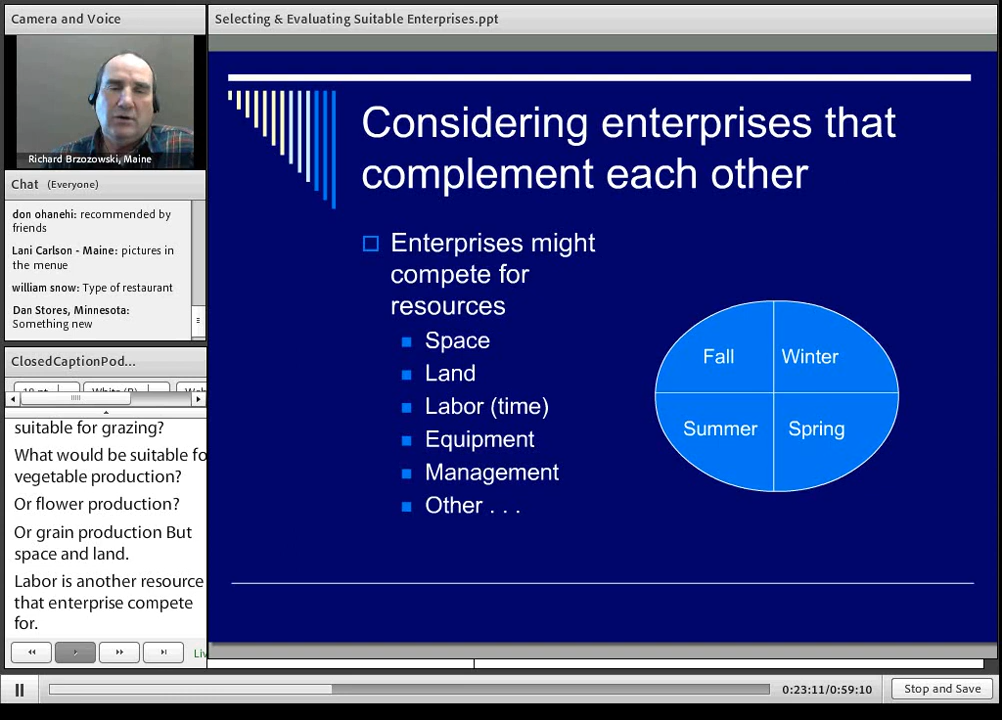 Camera and Voice
Selecting & Evaluating Suitable Enterprises.ppt
Richard Brzozowski, Maine
Chat (Everyone)
don ohanehi: recommended by
friends
Lani Carlson - Maine: pictures in
the menue
william snow: Type of restaurant
Dan Stores, Minnesota:
Something new
ClosedCaptionPod...
suitable for grazing?
What would be suitable fo
vegetable production?
Or flower production?
Or grain production But
space and land.
Labor is another resource
that enterprise compete
for.
Considering enterprises that
complement each other
Enterprises might
compete for
resources
Space
Land
Labor (time)
Equipment
Management
Other . . .
Fall
Winter
Summer
Spring
0:23:11/0:59:10
Stop and Save